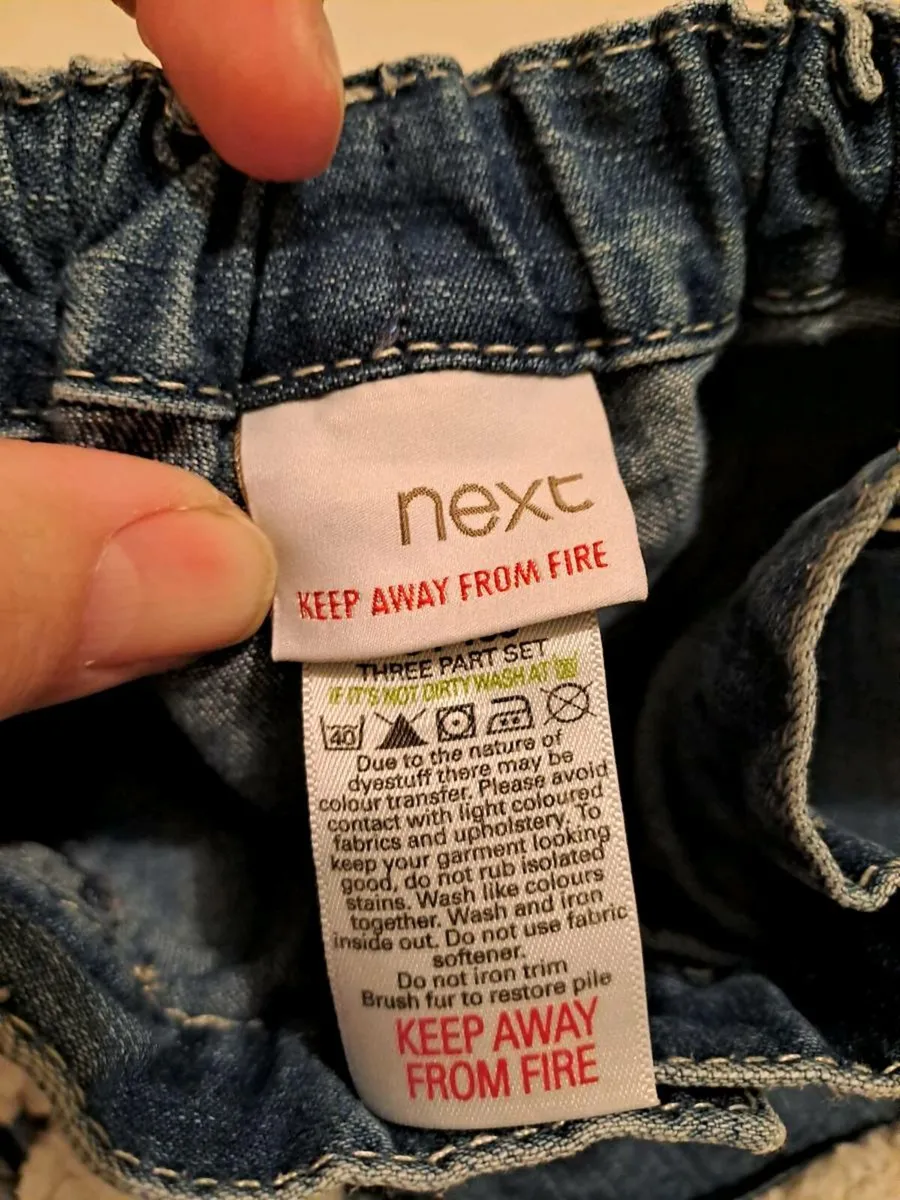 next
KEEP AWAY FROM FIRE
THREE PART SET
IF IT'S NOT DIRTY WASH AT 30
40
Due to the nature of
dyestuff there may be
colour transfer. Please avoid
contact with light coloured
fabrics and upholstery. To
keep your garment looking
good, do not rub isolated
stains. Wash like colours
together. Wash and iron
inside out. Do not use fabric
softener.
Do not iron trim
Brush fur to restore pile
KEEP AWAY
FROM FIRE